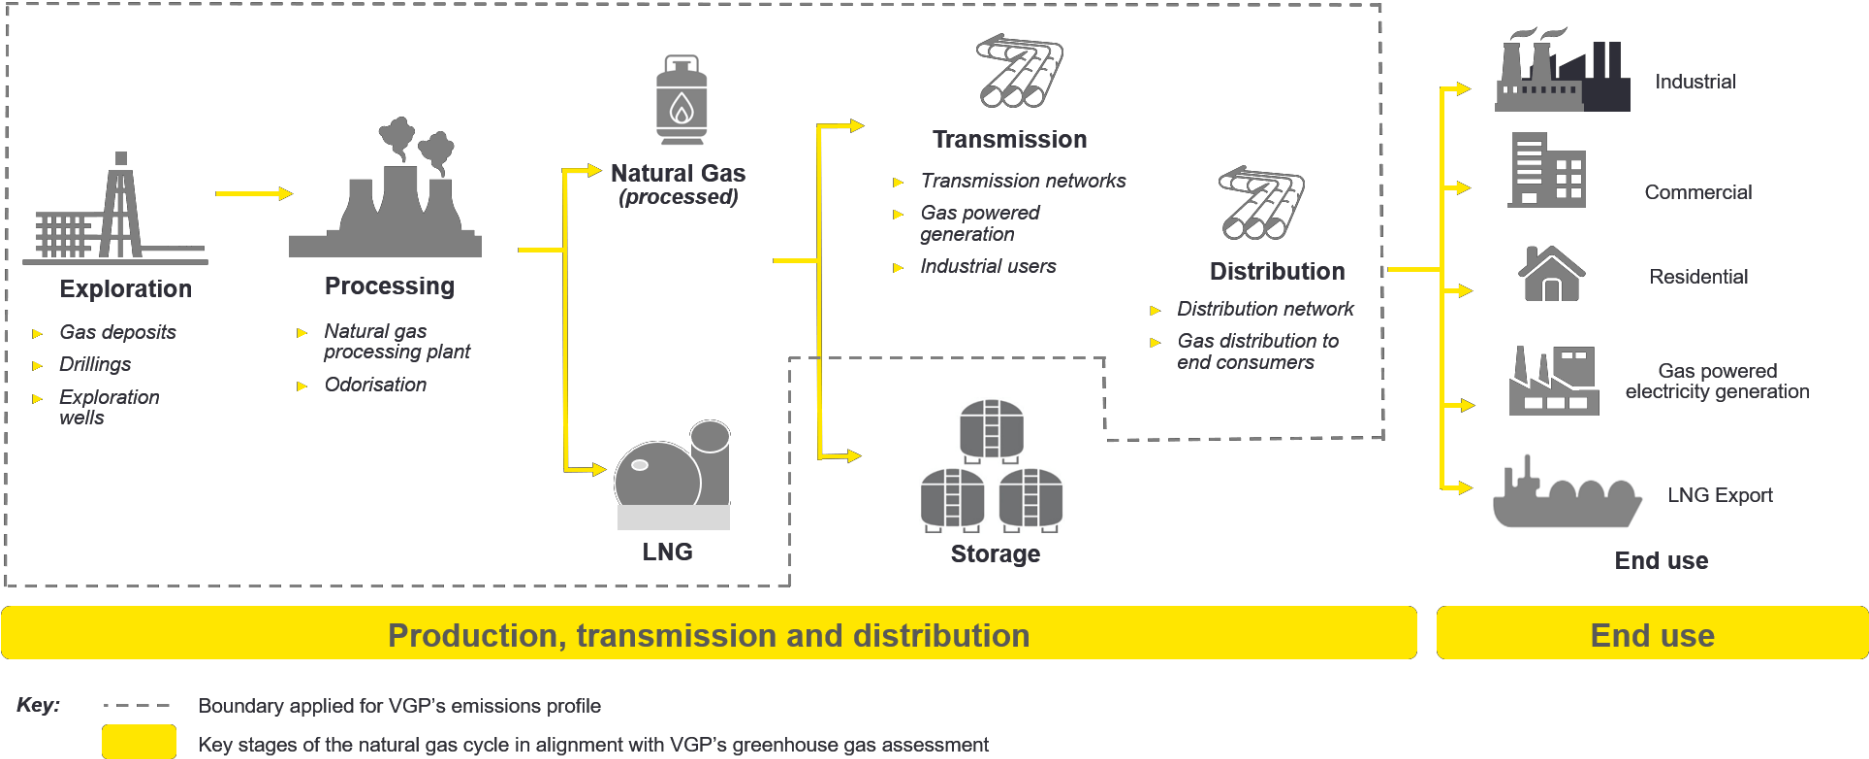 Exploration
Gas deposits
Drillings
Exploration
wells
Processing
Natural gas
processing plant
Odorisation
Natural Gas
(processed)
LNG
Transmission
Transmission networks
Gas powered
generation
Industrial users
Storage
Distribution
Distribution network
Gas distribution to
end consumers
Industrial
Commercial
Residential
Gas powered
electricity generation
LNG Export
End use
Production, transmission and distribution
End use
Key:
Boundary applied for VGP's emissions profile
Key stages of the natural gas cycle in alignment with VGP's greenhouse gas assessment